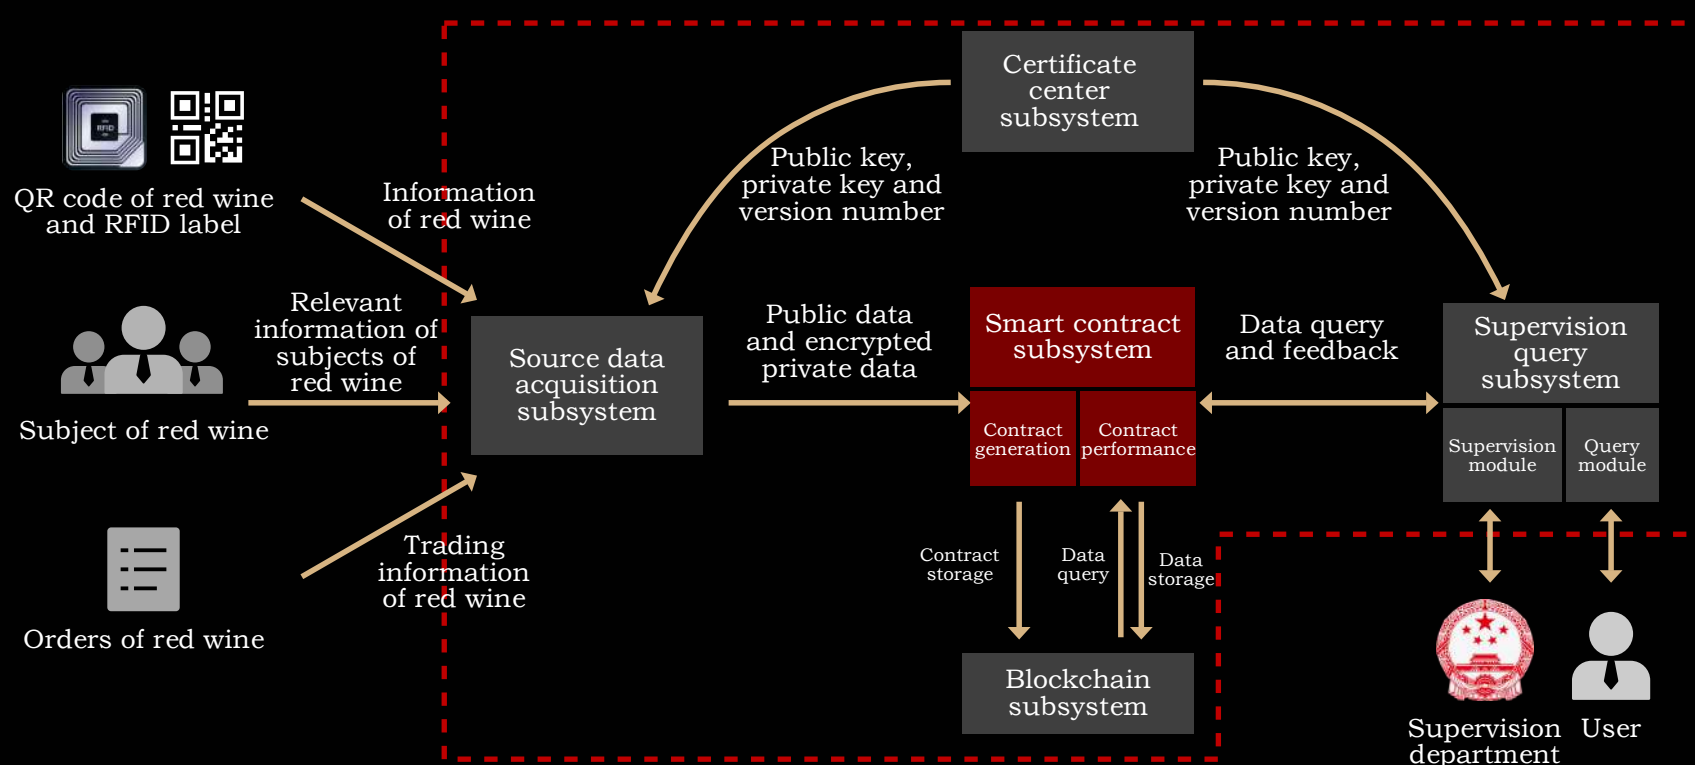 Certificate
center
subsystem
RFID
QR code of red wine
and RFID label
Information
of red wine
Public key,
private key and
version number
Public key,
private key and
version number
Relevant
information of
subjects of
red wine
Subject of red wine
Source data
acquisition
subsystem
Public data
and encrypted
private data
Smart contract
subsystem
Contract
generation
Contract
performance
Data query
and feedback
Supervision
query
subsystem
Supervision
module
Query
module
Trading
information
of red wine
Orders of red wine
Contract
storage
Data
query
Data
storage
Blockchain
subsystem
Supervision
department
User